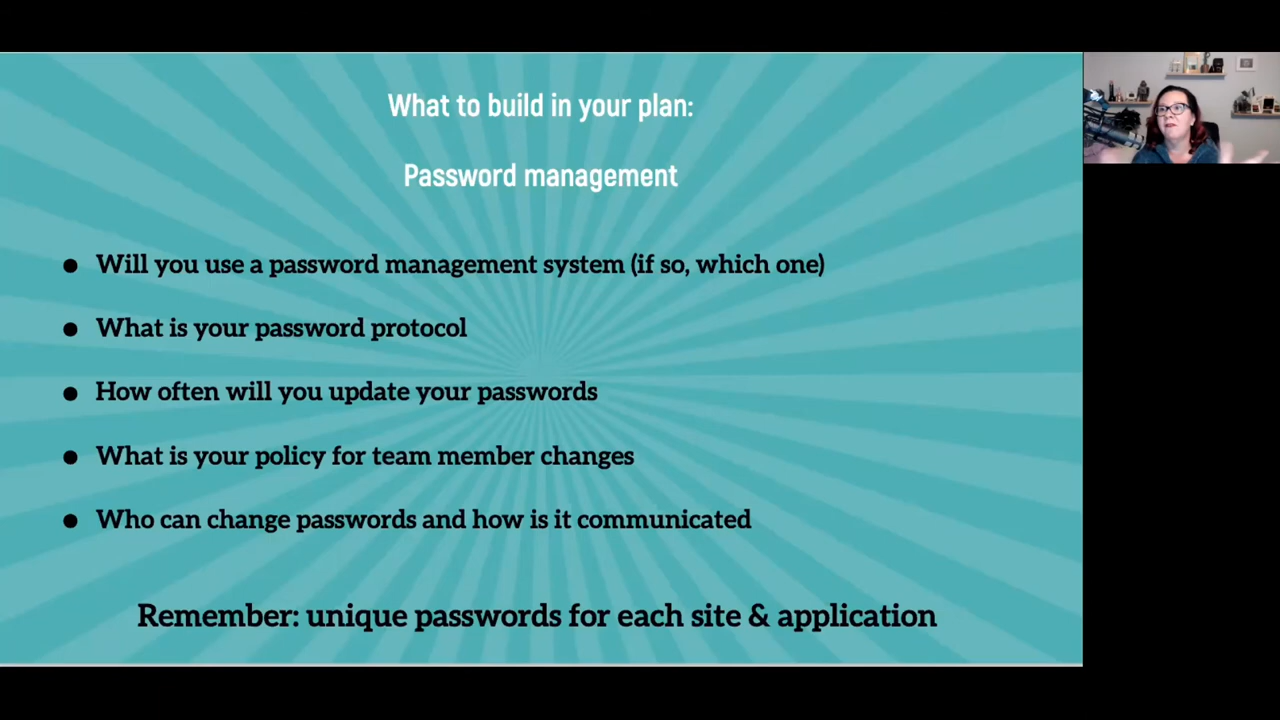 What to build in your plan:
Password management
● Will you use a password management system (if so, which one)
● What is your password protocol
● How often will you update your passwords
● What is your policy for team member changes
● Who can change passwords and how is it communicated
Remember: unique passwords for each site & application